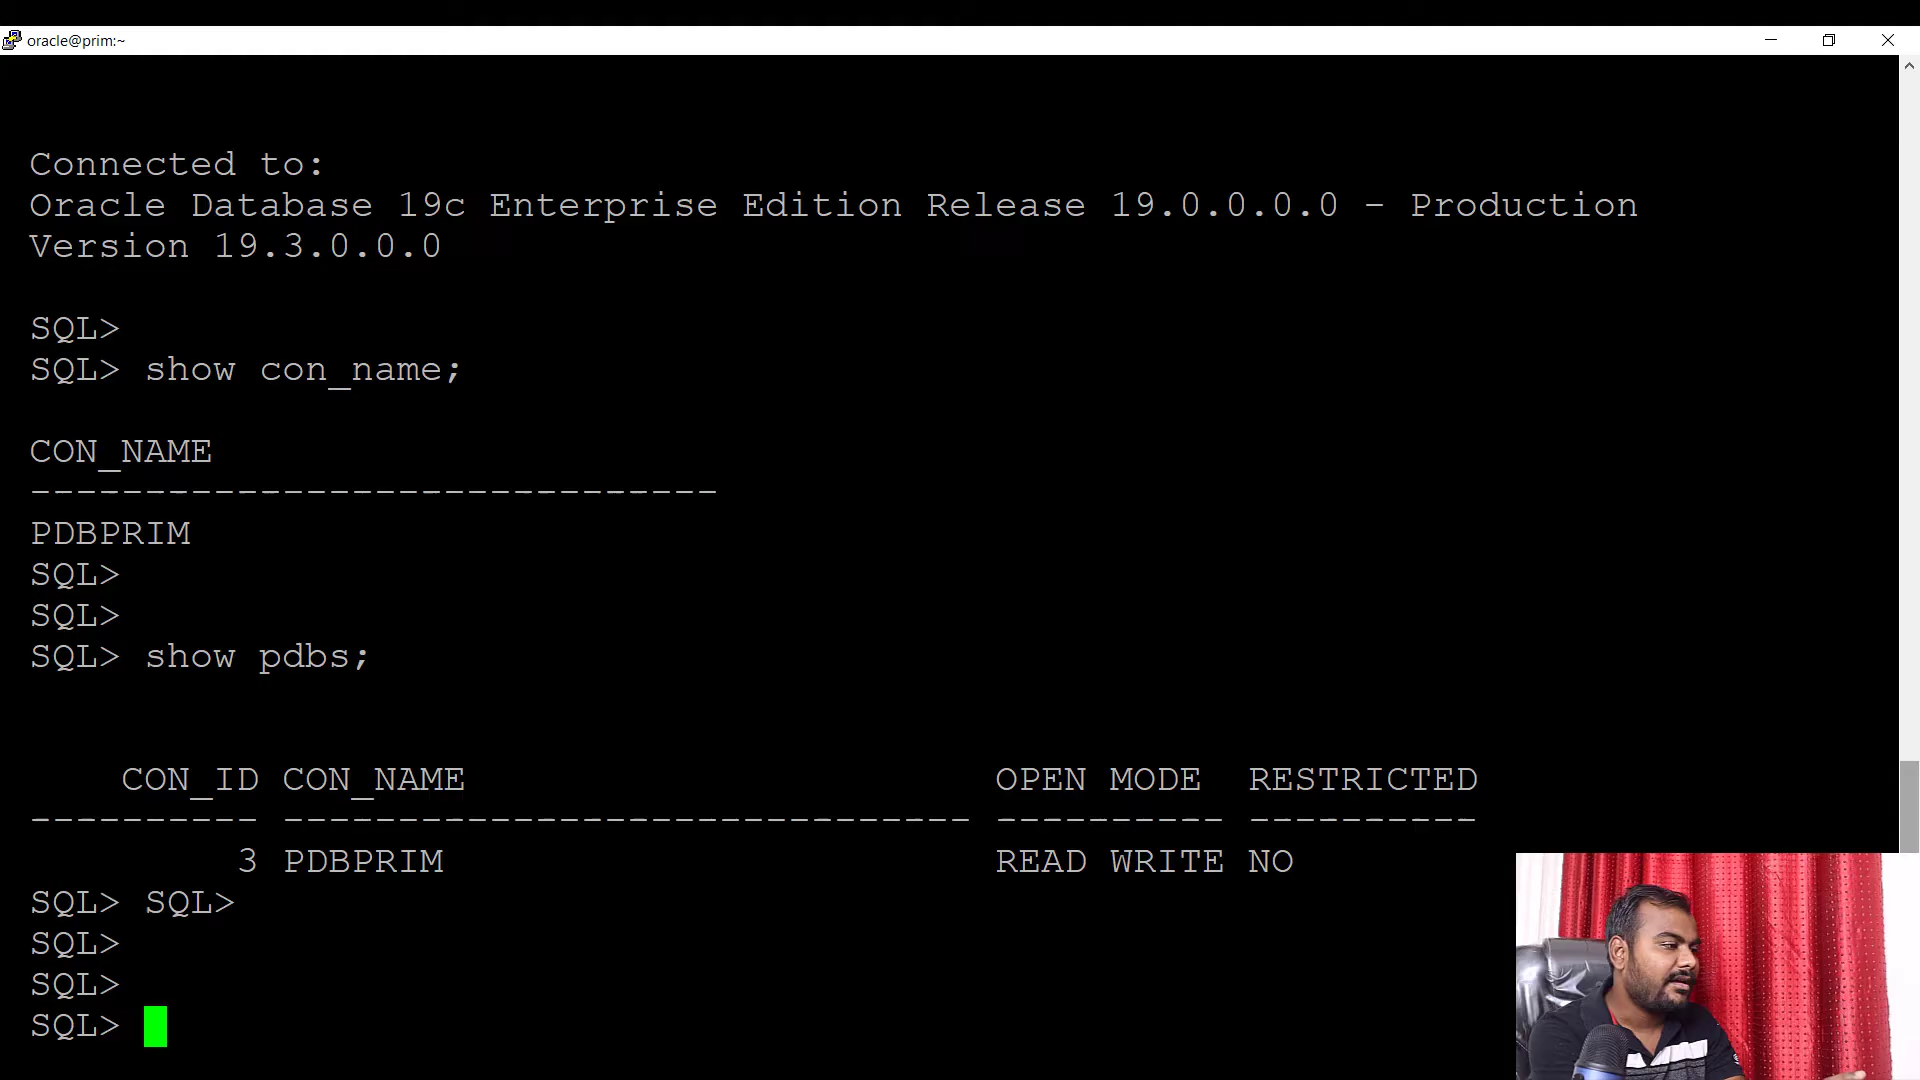 oracle@prim:~
Connected to:
Oracle Database 19c Enterprise Edition Release 19.0.0.0.0 - Production
Version 19.3.0.0.0
SQL>
SQL> show con_name;
CON_NAME
------------------------------
PDBPRIM
SQL>
SQL>
SQL> show pdbs;
    CON_ID CON_NAME                       OPEN MODE  RESTRICTED
---------- ------------------------------ ---------- ----------
         3 PDBPRIM                        READ WRITE NO
SQL> SQL>
SQL>
SQL>
SQL>